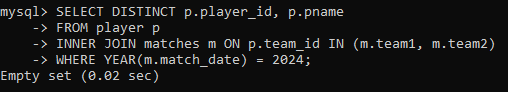 mysql> SELECT DISTINCT p.player_id, p.pname
    -> FROM player p
    -> INNER JOIN matches m ON p.team_id IN (m.team1, m.team2)
    -> WHERE YEAR(m.match_date) = 2024;
Empty set (0.02 sec)